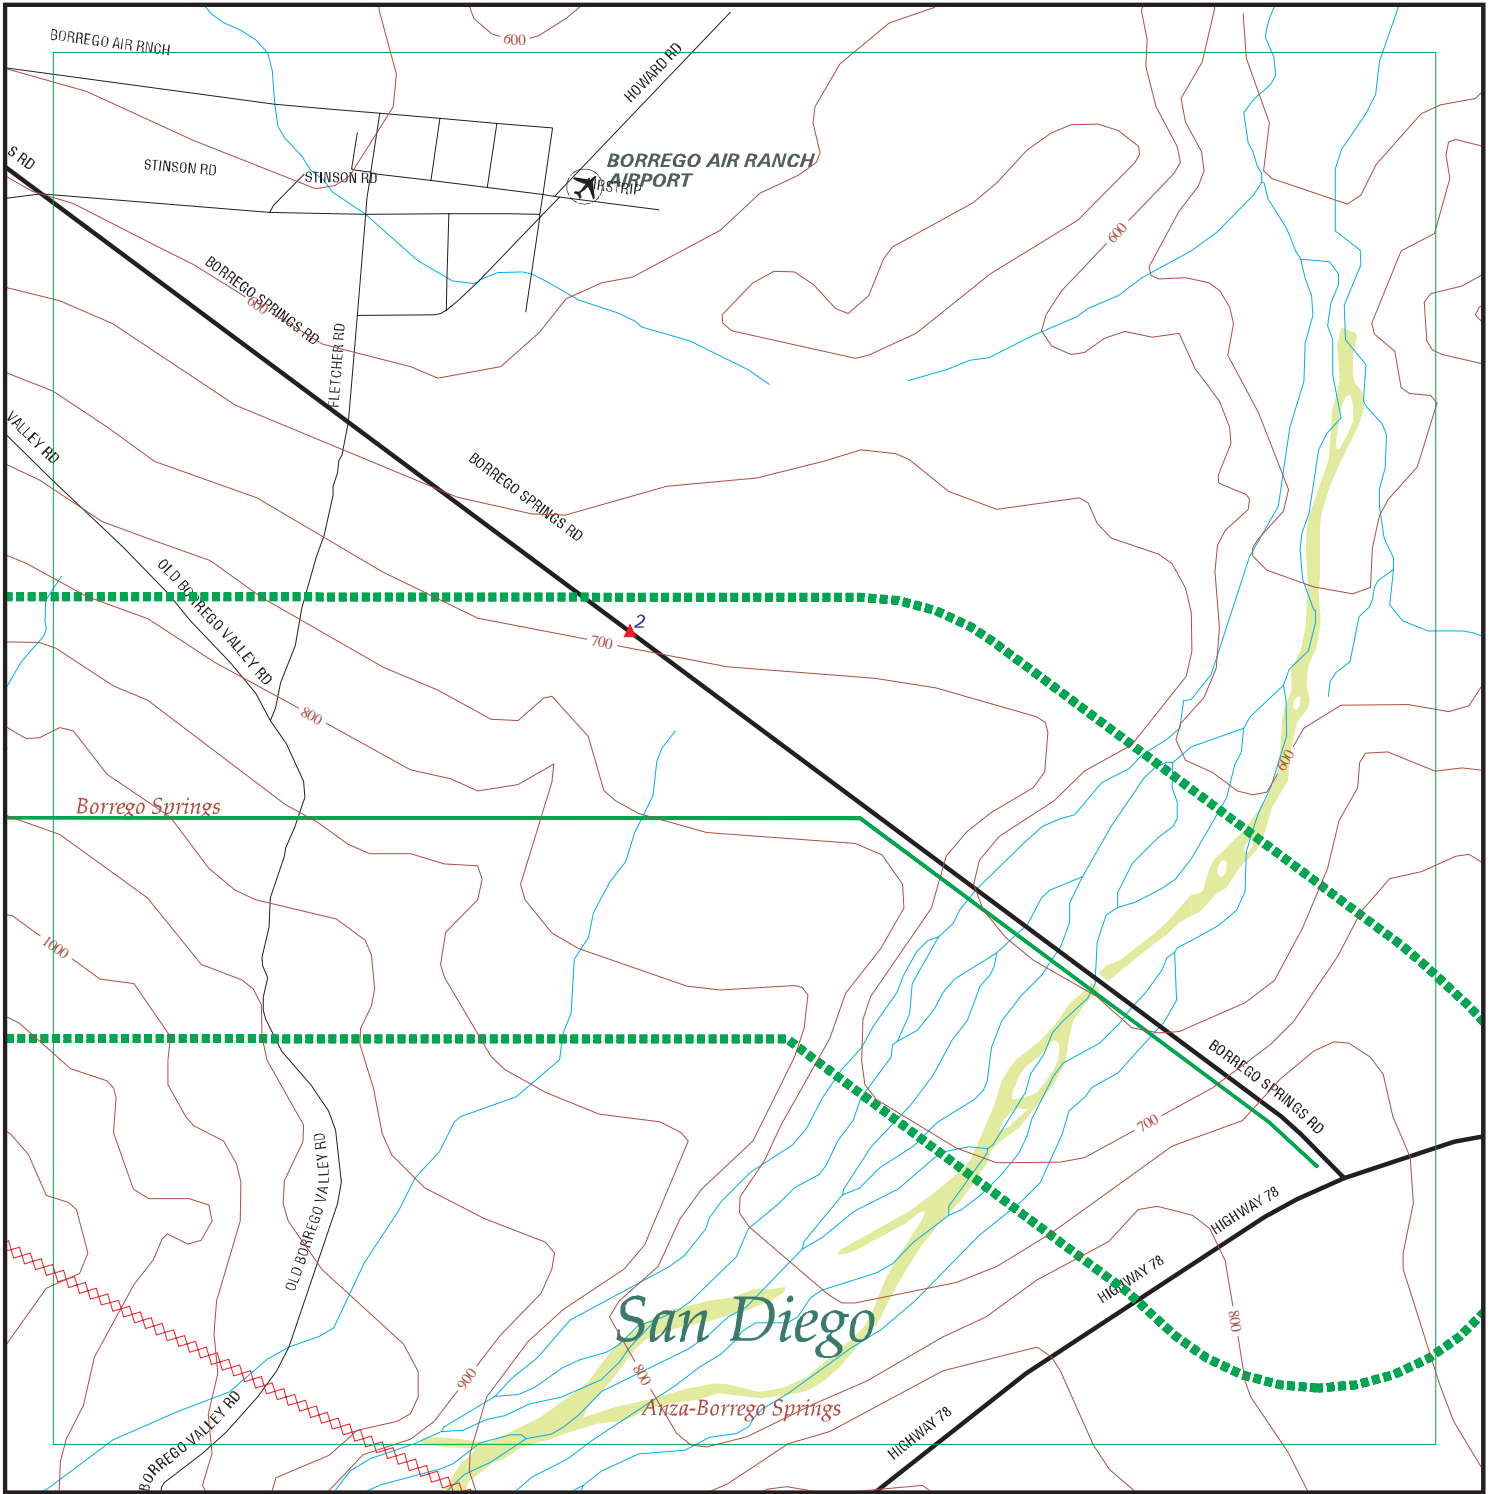 BORREGO AIR RNCH
600
HOWARD RD
S RD
STINSON RD
STINSON RD
BORREGO AIR RANCH
AIRPORT
AIRSTRIP
600
BORREGO SPRINGS RD
600
FLETCHER RD
VALLEY RD
BORREGO SPRINGS RD
OLD BORREGO VALLEY RD
2
700
800
600
Borrego Springs
1000
BORREGO SPRINGS RD
700
OLD BORREGO VALLEY RD
HIGHWAY 78
HIGHWAY 78
San Diego
800
900
800
Anza-Borrego Springs
BORREGO VALLEY RD
HIGHWAY 78